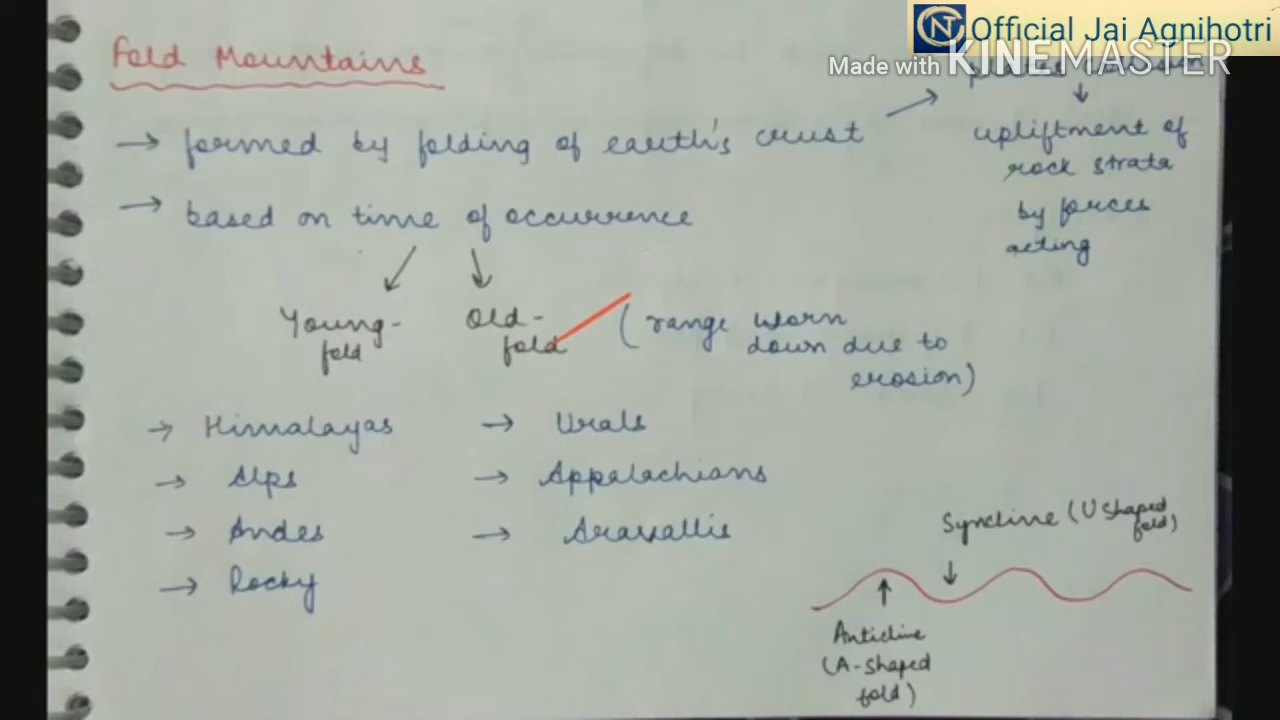 Official Jai Agnihotri
Made with KINEMASTER
Fold Mountains
→ formed by folding of earth's crust
↓
upliftment of
rock strata
by forces
acting
→ based on time of occurrence
Young-
fold
Old-
fold
(range worn
down due to
erosion)
→ Himalayas
→ Alps
→ Andes
→ Rocky
→ Urals
→ Appalachians
→ Aravallis
Syncline (U shaped
fold)
Anticline
(A-shaped
fold)